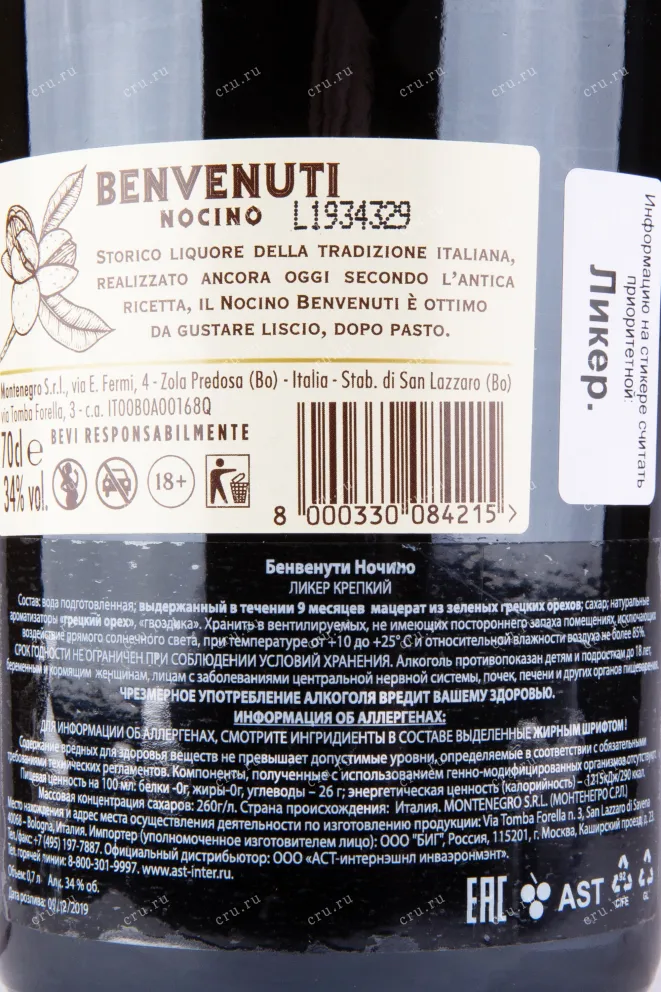 BENVENUTI
NOCINO L1934329
STORICO LIQUORE DELLA TRADIZIONE ITALIANA,
REALIZZATO ANCORA OGGI SECONDO L'ANTICA
RICETTA, IL NOCINO BENVENUTI È OTTIMO
DA GUSTARE LISCIO, DOPO PASTO.
Montenegro S.r.l., via E. Fermi, 4 - Zola Predosa (Bo) - Italia - Stab. di San Lazzaro (Bo)
via Tomba Forella, 3 - c.a. IT00B0A00168Q
BEVI RESPONSABILMENTE
70cl e
34% vol.
18+
8 000330 084215 >
Информацию на стикере считать
приоритетной:
Ликер.
Бенвенути Ночино
ЛИКЕР КРЕПКИЙ
Состав: вода подготовленная; выдержанный в течении 9 месяцев мацерат из зеленых грецких орехов; сахар; натуральные
ароматизаторы «грецкий орех», «гвоздика». Хранить в вентилируемых, не имеющих постороннего запаха помещениях, исключающих
воздействие прямого солнечного света, при температуре от +10 до +25°С и относительной влажности воздуха не более 85%.
СРОК ГОДНОСТИ НЕ ОГРАНИЧЕН ПРИ СОБЛЮДЕНИИ УСЛОВИЙ ХРАНЕНИЯ. Алкоголь противопоказан детям и подросткам до 18 лет,
беременным и кормящим женщинам, лицам с заболеваниями центральной нервной системы, почек, печени и других органов пищеварения.
ЧРЕЗМЕРНОЕ УПОТРЕБЛЕНИЕ АЛКОГОЛЯ ВРЕДИТ ВАШЕМУ ЗДОРОВЬЮ.
ИНФОРМАЦИЯ ОБ АЛЛЕРГЕНАХ:
ДЛЯ ИНФОРМАЦИИ ОБ АЛЛЕРГЕНАХ, СМОТРИТЕ ИНГРИДИЕНТЫ В СОСТАВЕ ВЫДЕЛЕННЫЕ ЖИРНЫМ ШРИФТОМ!
Содержание вредных для здоровья веществ не превышает допустимые уровни, определяемые в соответствии с обязательными
требованиями технических регламентов. Компоненты, полученные с использованием генно-модифицированных организмов, отсутствуют.
Пищевая ценность на 100 мл: белки -0г, жиры-0г, углеводы – 26 г; энергетическая ценность (калорийность) – 1215кДж/290 ккал.
Массовая концентрация сахаров: 260г/л. Страна происхождения: Италия. MONTENEGRO S.R.L. (МОНТЕНЕГРО С.Р.Л.)
Место нахождения и адрес места осуществления деятельности по изготовлению продукции: Via Tomba Forella n. 3, San Lazzaro di Savena
40068 - Bologna, Италия. Импортер (уполномоченное изготовителем лицо): ООО "БИГ", Россия, 115201, г. Москва, Каширский проезд, д. 23.
Тел./факс: +7 (495) 197-7887. Официальный дистрибьютор: ООО «АСТ-интернэшнл инваэронмэнт».
Тел. горячей линии: 8-800-301-9997. www.ast-inter.ru.
Объем: 0,7 л Алк. 34 % об.
Дата розлива: 09/12/2019
EAC AST
92
C/FE
GL
cru.ru